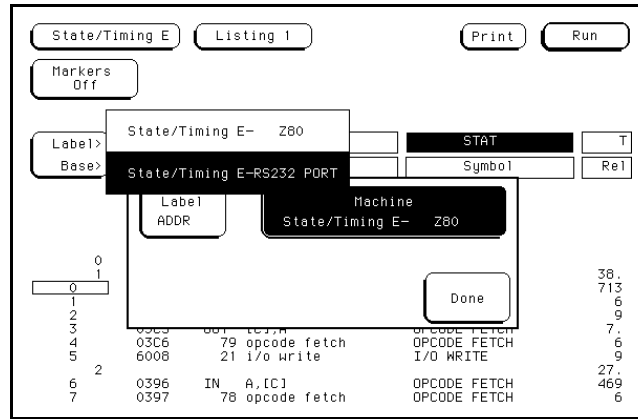 State/Timing E Listing 1 Print Run
Markers
Off
State/Timing E- Z80
Label> STAT T
State/Timing E-RS232 PORT
Base> Symbol Rel
Label Machine
ADDR State/Timing E- Z80
0
1 38.
0 713
Done
1 6
2 9
3 OUT [C],A OPCODE FETCH 7.
4 03C6 79 opcode fetch OPCODE FETCH 6
5 6008 21 i/o write I/O WRITE 9
2 27.
6 0396 IN A,[C] OPCODE FETCH 469
7 0397 78 opcode fetch OPCODE FETCH 6